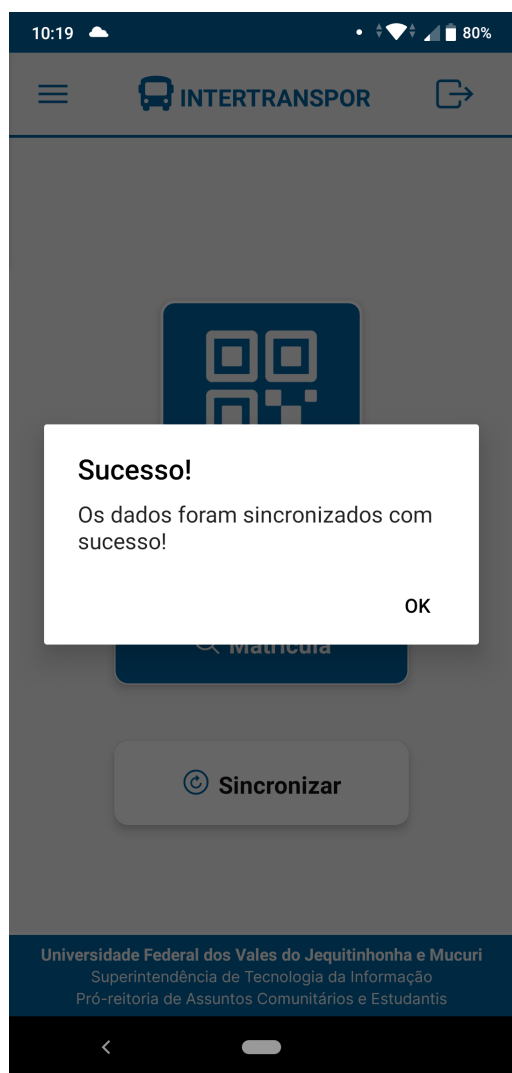 10:19
80%
INTERTRANSPOR
Sucesso!
Os dados foram sincronizados com
sucesso!
OK
Matrícula
Sincronizar
Universidade Federal dos Vales do Jequitinhonha e Mucuri
Superintendência de Tecnologia da Informação
Pró-reitoria de Assuntos Comunitários e Estudantis